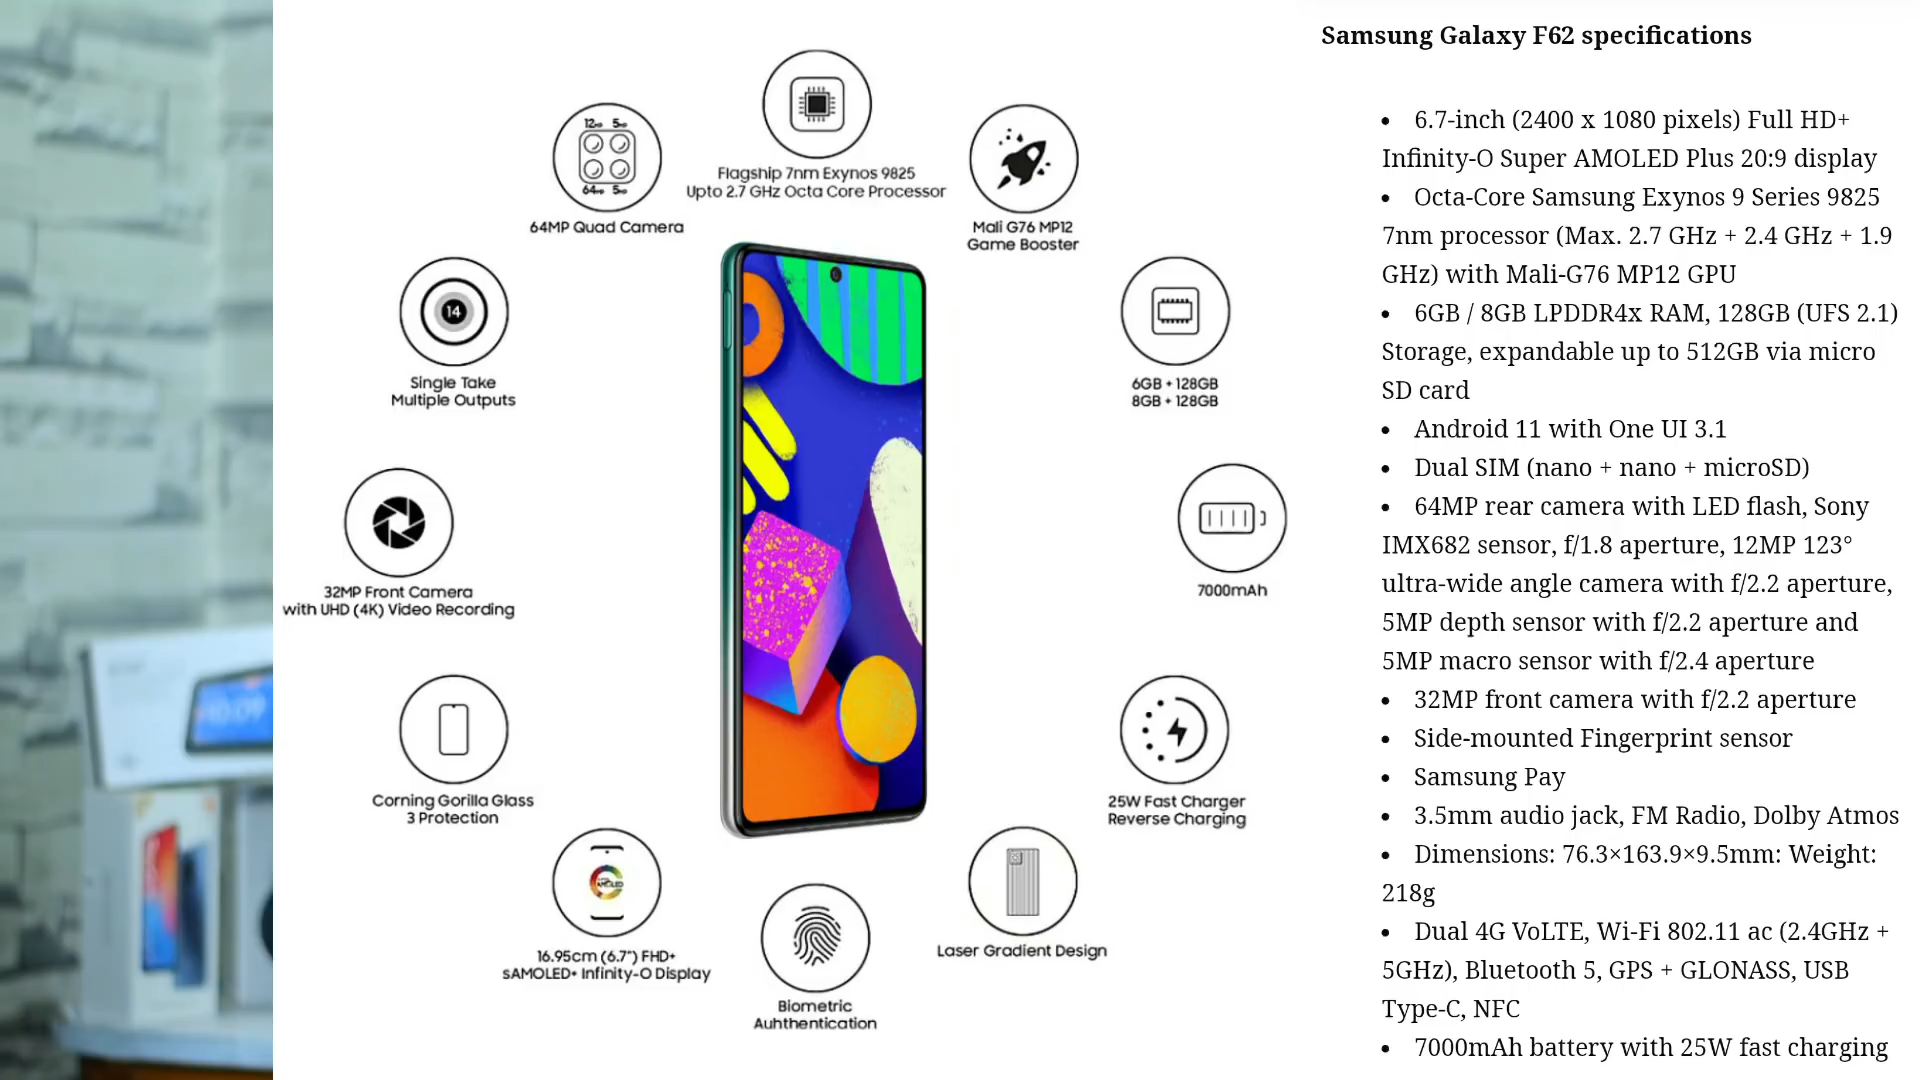 12MP 5MP
64MP 5MP
64MP Quad Camera
Flagship 7nm Exynos 9825
Upto 2.7 GHz Octa Core Processor
Mali G76 MP12
Game Booster
14
Single Take
Multiple Outputs
6GB + 128GB
8GB + 128GB
32MP Front Camera
with UHD (4K) Video Recording
7000mAh
Corning Gorilla Glass
3 Protection
25W Fast Charger
Reverse Charging
AMOLED
16.95cm (6.7") FHD+
sAMOLED+ Infinity-O Display
Biometric
Auhthentication
Laser Gradient Design
Samsung Galaxy F62 specifications
• 6.7-inch (2400 x 1080 pixels) Full HD+
Infinity-O Super AMOLED Plus 20:9 display
• Octa-Core Samsung Exynos 9 Series 9825
7nm processor (Max. 2.7 GHz + 2.4 GHz + 1.9
GHz) with Mali-G76 MP12 GPU
• 6GB / 8GB LPDDR4x RAM, 128GB (UFS 2.1)
Storage, expandable up to 512GB via micro
SD card
• Android 11 with One UI 3.1
• Dual SIM (nano + nano + microSD)
• 64MP rear camera with LED flash, Sony
IMX682 sensor, f/1.8 aperture, 12MP 123°
ultra-wide angle camera with f/2.2 aperture,
5MP depth sensor with f/2.2 aperture and
5MP macro sensor with f/2.4 aperture
• 32MP front camera with f/2.2 aperture
• Side-mounted Fingerprint sensor
• Samsung Pay
• 3.5mm audio jack, FM Radio, Dolby Atmos
• Dimensions: 76.3×163.9×9.5mm: Weight:
218g
• Dual 4G VoLTE, Wi-Fi 802.11 ac (2.4GHz +
5GHz), Bluetooth 5, GPS + GLONASS, USB
Type-C, NFC
• 7000mAh battery with 25W fast charging